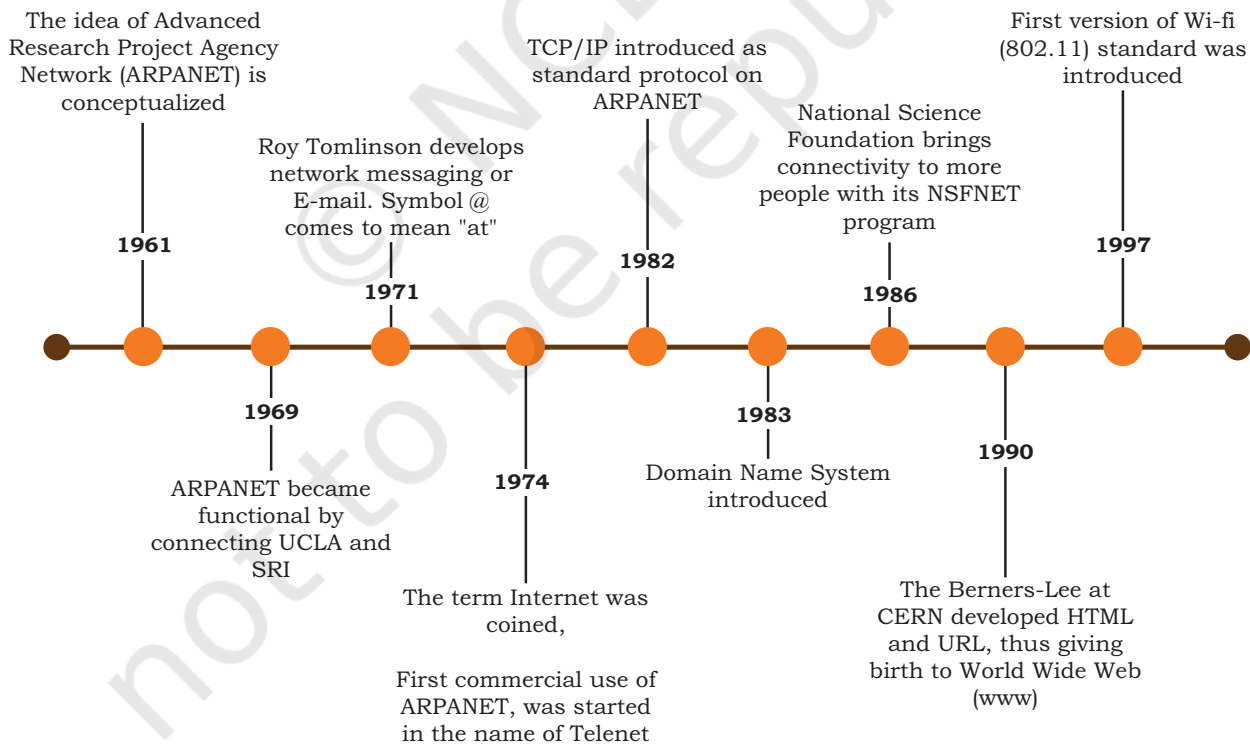 The idea of Advanced
Research Project Agency
Network (ARPANET) is
conceptualized
1961
ARPANET became
functional by
connecting UCLA and
SRI
1969
Roy Tomlinson develops
network messaging or
E-mail. Symbol @
comes to mean "at"
1971
1974
The term Internet was
coined,
First commercial use of
ARPANET, was started
in the name of Telenet
TCP/IP introduced as
standard protocol on
ARPANET
1982
1983
Domain Name System
introduced
National Science
Foundation brings
connectivity to more
people with its NSFNET
program
1986
1990
The Berners-Lee at
CERN developed HTML
and URL, thus giving
birth to World Wide Web
(www)
First version of Wi-fi
(802.11) standard was
introduced
1997
© NC
not to be repu